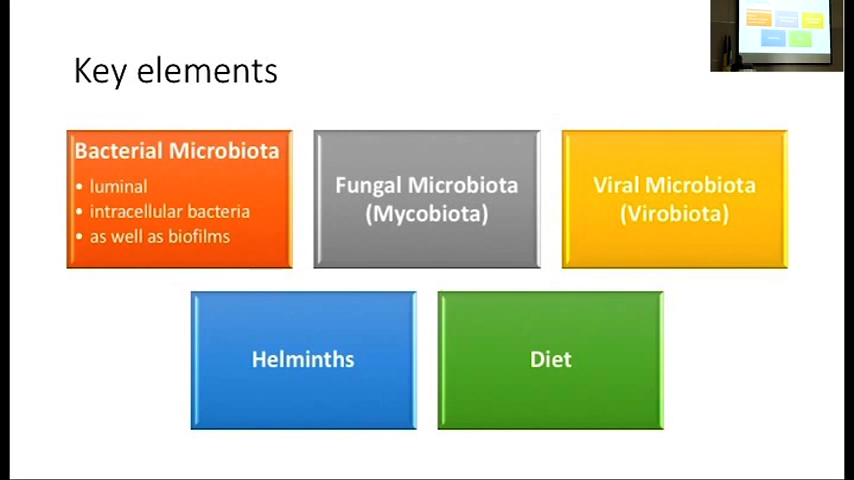 Key elements
Bacterial Microbiota
• luminal
• intracellular bacteria
• as well as biofilms
Fungal Microbiota
(Mycobiota)
Viral Microbiota
(Virobiota)
Helminths
Diet